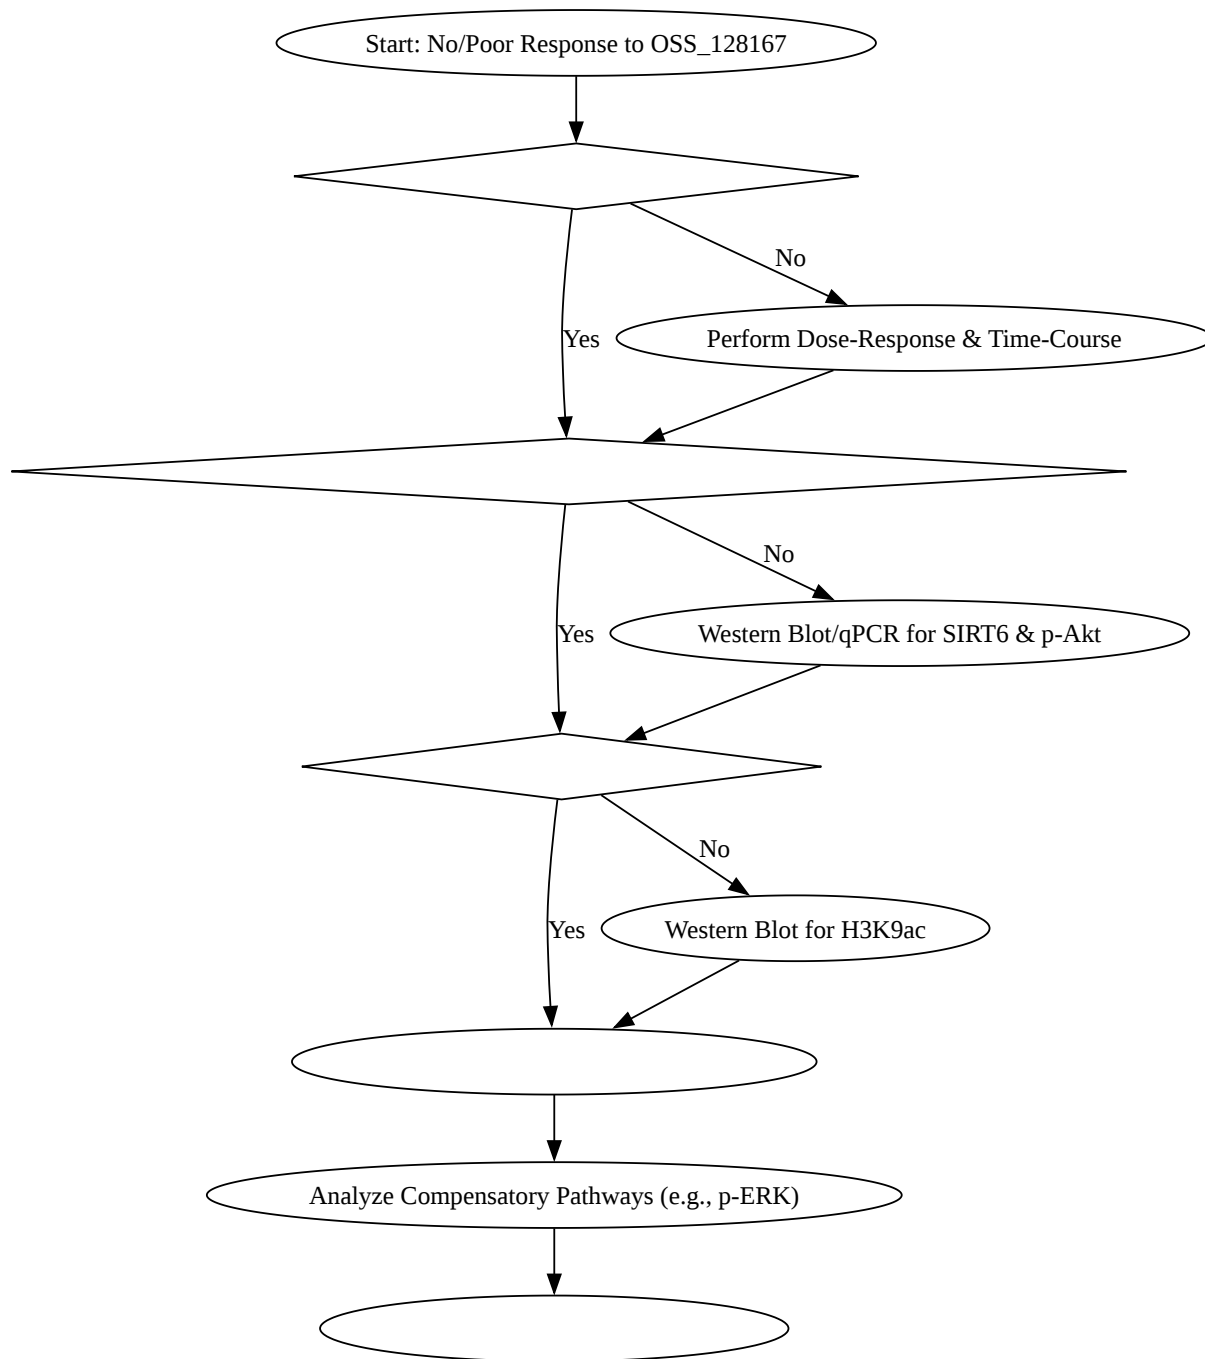 Start: No/Poor Response to OSS_128167
No
Perform Dose-Response & Time-Course
Yes
No
Western Blot/qPCR for SIRT6 & p-Akt
Yes
No
Western Blot for H3K9ac
Yes
Analyze Compensatory Pathways (e.g., p-ERK)